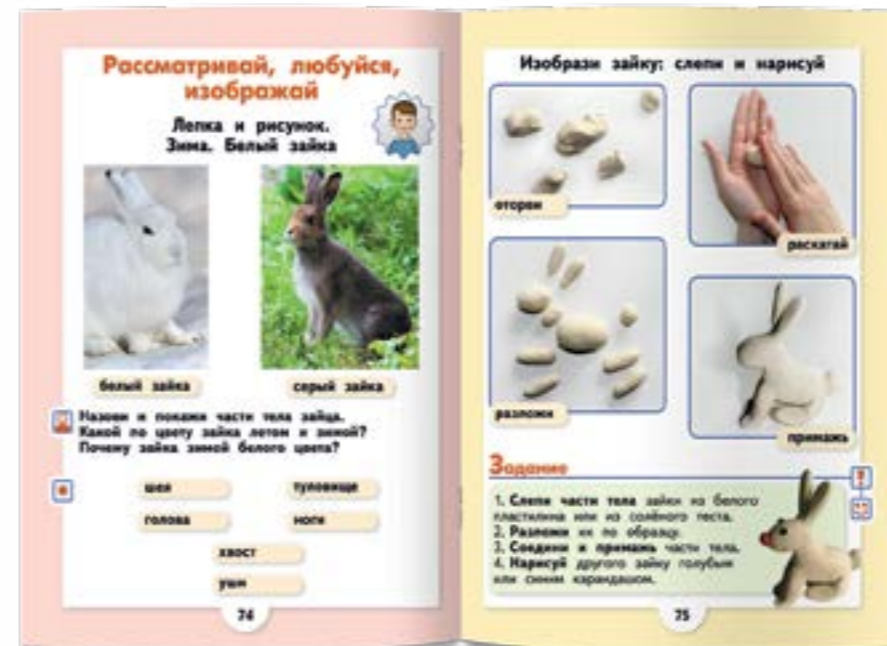 Рассматривай, любуйся,
изображай
Лепка и рисунок.
Зима. Белый зайка
белый зайка
серый зайка
Назови и покажи части тела зайца.
Какой по цвету зайка летом и зимой?
Почему зайка зимой белого цвета?
шея
туловище
голова
ноги
хвост
уши
74
Изобрази зайку: слепи и нарисуй
оторви
раскатай
разложи
примажь
Задание
1. Слепи части тела зайки из белого
пластилина или из солёного теста.
2. Разложи их по образцу.
3. Соедини и примажь части тела.
4. Нарисуй другого зайку голубым
или синим карандашом.
75